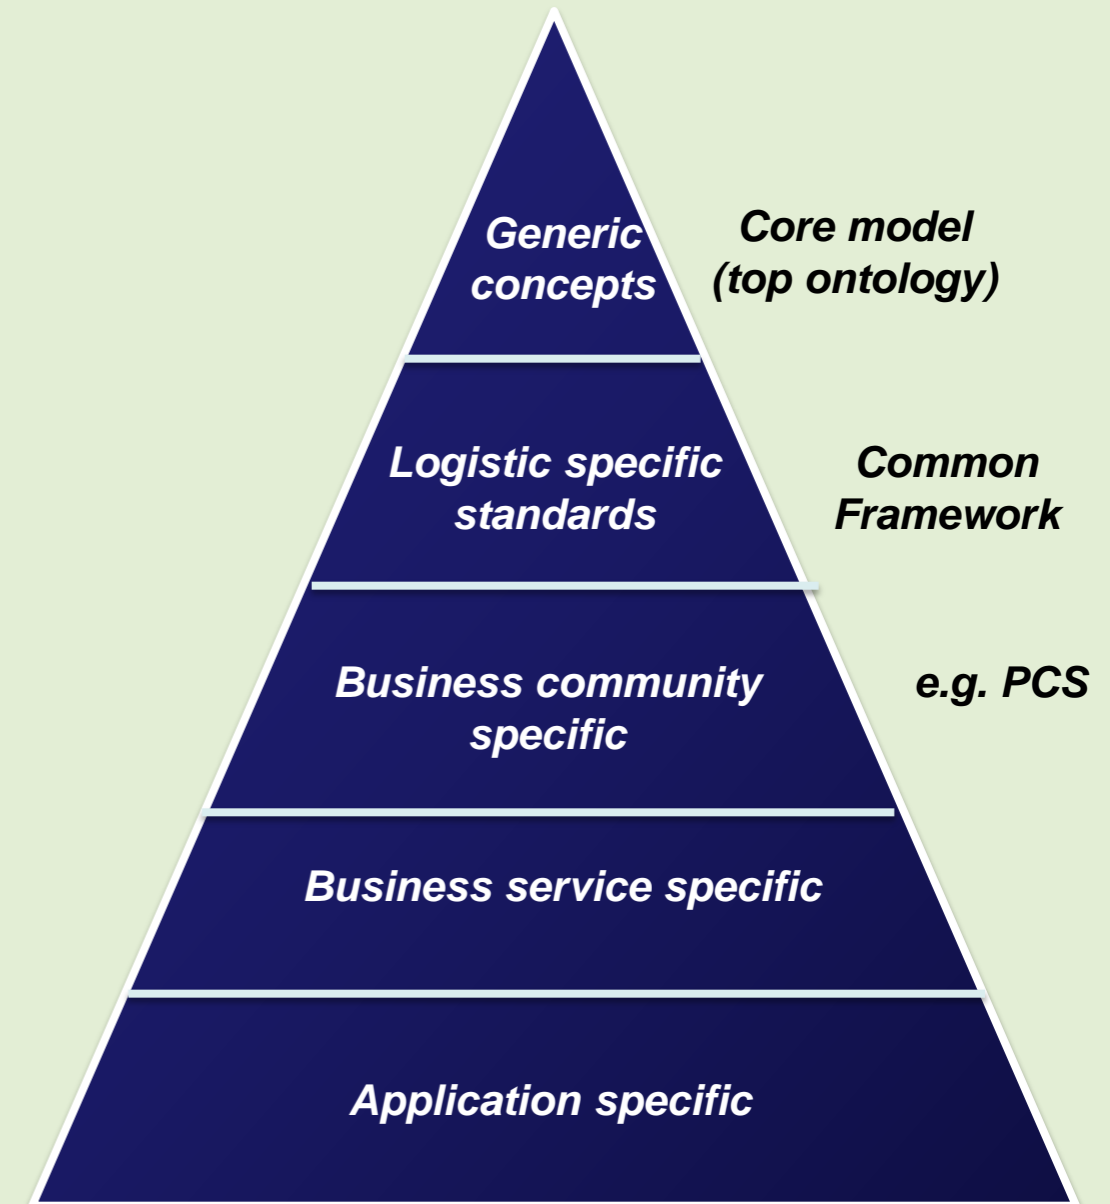 Generic
concepts
Core model
(top ontology)
Logistic specific
standards
Common
Framework
Business community
specific
e.g. PCS
Business service specific
Application specific